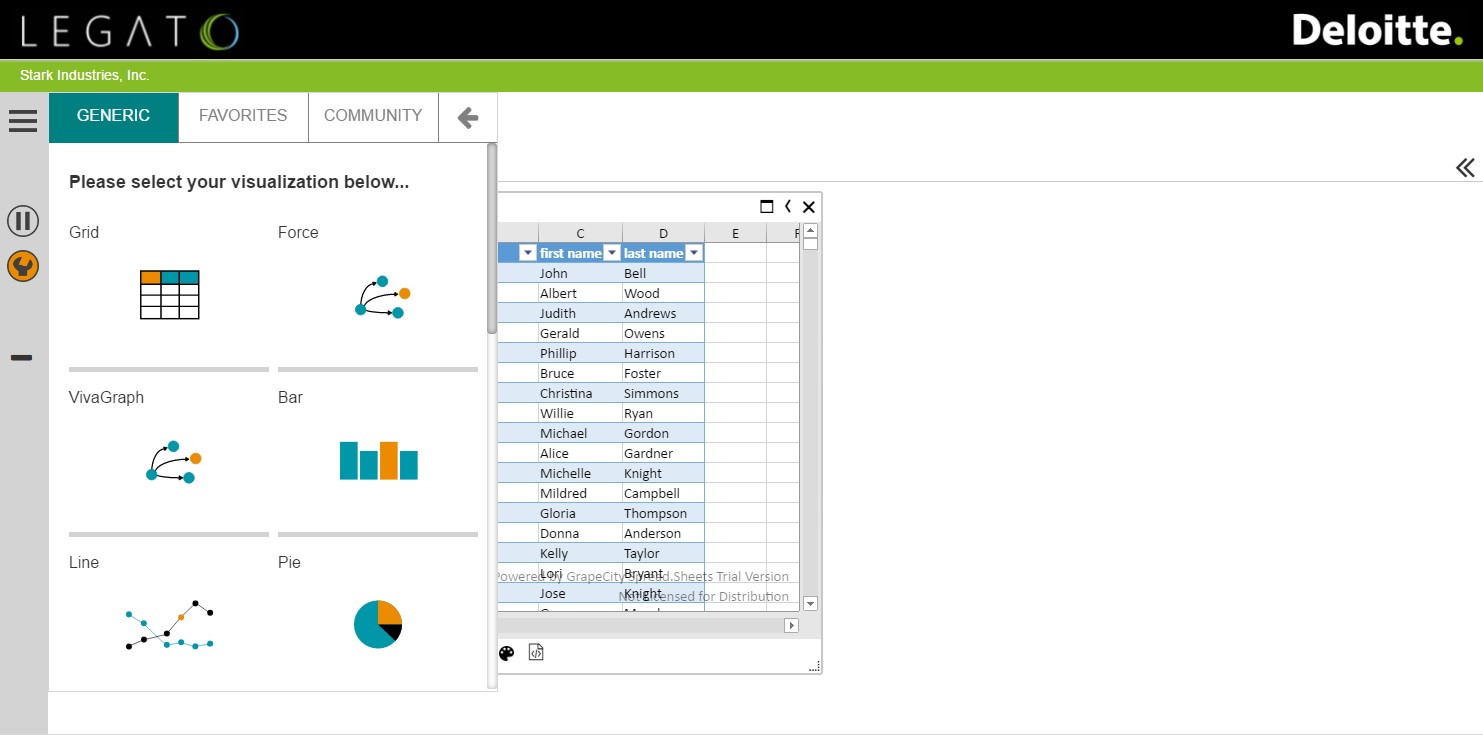 LEGATO
Deloitte.
Stark Industries, Inc.
GENERIC FAVORITES COMMUNITY
Please select your visualization below...
Grid Force
VivaGraph Bar
Line Pie
C D E F
first name last name
John Bell
Albert Wood
Judith Andrews
Gerald Owens
Phillip Harrison
Bruce Foster
Christina Simmons
Willie Ryan
Michael Gordon
Alice Gardner
Michelle Knight
Mildred Campbell
Gloria Thompson
Donna Anderson
Kelly Taylor
Lori Bryant
Powered by GrapeCity Spread.Sheets Trial Version
Jose Knight
Not Licensed for Distribution